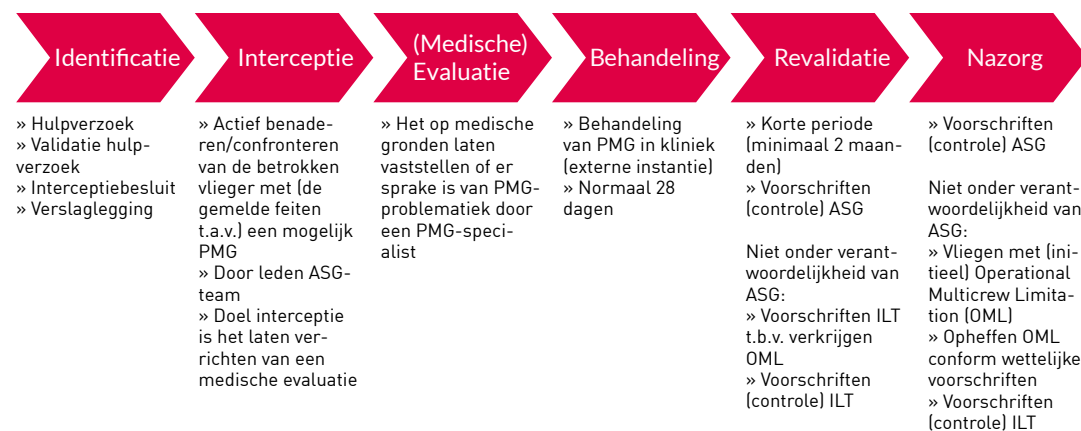 Identificatie
» Hulpverzoek
» Validatie hulp-
verzoek
» Interceptiebesluit
» Verslaglegging
Interceptie
» Actief benade-
ren/confronteren
van de betrokken
vlieger met (de
gemelde feiten
t.a.v.) een mogelijk
PMG
» Door leden ASG-
team
» Doel interceptie
is het laten ver-
richten van een
medische evaluatie
(Medische)
Evaluatie
» Het op medische
gronden laten
vaststellen of er
sprake is van PMG-
problematiek door
een PMG-speci-
alist
Behandeling
» Behandeling
van PMG in kliniek
(externe instantie)
» Normaal 28
dagen
Revalidatie
» Korte periode
(minimaal 2 maan-
den)
» Voorschriften
(controle) ASG
Niet onder verant-
woordelijkheid van
ASG:
» Voorschriften ILT
t.b.v. verkrijgen
OML
» Voorschriften
(controle) ILT
Nazorg
» Voorschriften
(controle) ASG
Niet onder verant-
woordelijkheid van
ASG:
» Vliegen met (ini-
tieel) Operational
Multicrew Limita-
tion (OML)
» Opheffen OML
conform wettelijke
voorschriften
» Voorschriften
(controle) ILT